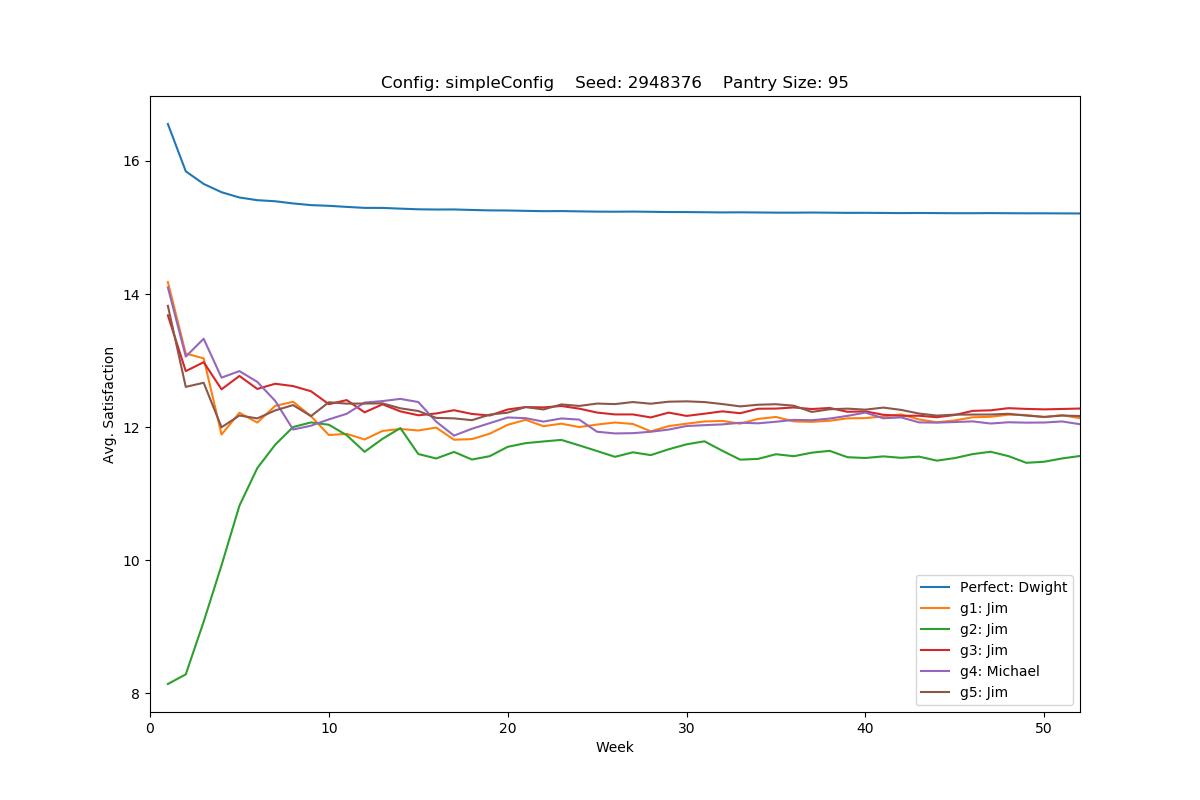 Config: simpleConfig    Seed: 2948376    Pantry Size: 95
Avg. Satisfaction
16
14
12
10
8
0
10
20
30
40
50
Week
Perfect: Dwight
g1: Jim
g2: Jim
g3: Jim
g4: Michael
g5: Jim